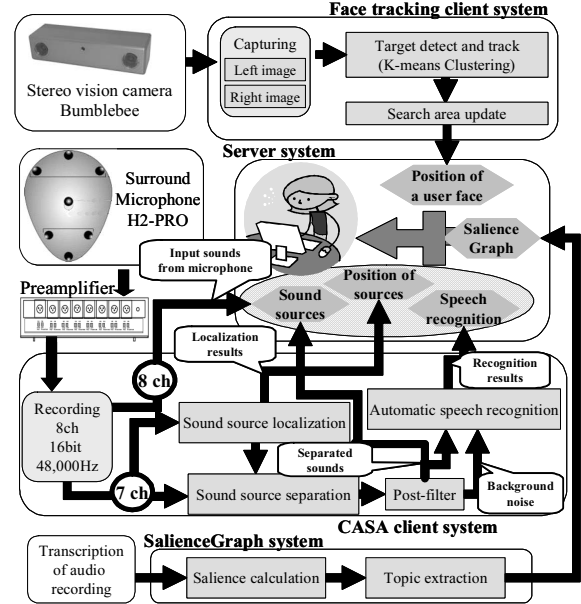 Face tracking client system
Stereo vision camera
Bumblebee
Capturing
Left image
Right image
Target detect and track
(K-means Clustering)
Search area update
Server system
Surround
Microphone
H2-PRO
Position of
a user face
Salience
Graph
Input sounds
from microphone
Position of
sources
Sound
sources
Speech
recognition
Preamplifier
Localization
results
Recognition
results
8 ch
Recording
8ch
16bit
48,000Hz
7 ch
Sound source localization
Automatic speech recognition
Separated
sounds
Sound source separation
Post-filter
Background
noise
CASA client system
SalienceGraph system
Transcription
of audio
recording
Salience calculation
Topic extraction